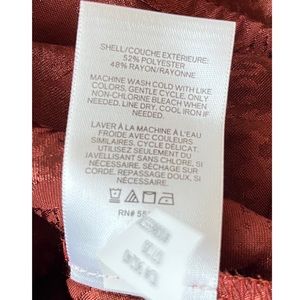 SHELL/COUCHE EXTÉRIEURE:
52% POLYESTER
48% RAYON/RAYONNE
MACHINE WASH COLD WITH LIKE
COLORS, GENTLE CYCLE. ONLY
NON-CHLORINE BLEACH WHEN
NEEDED. LINE DRY. COOL IRON IF
NEEDED.
LAVER À LA MACHINE À L'EAU
FROIDE AVEC COULEURS
SIMILAIRES, CYCLE DÉLICAT.
UTILISEZ SEULEMENT DU
JAVELLISANT SANS CHLORE, SI
NÉCESSAIRE. SÉCHAGE SUR
CORDE. REPASSAGE DOUX, SI
NÉCESSAIRE.
RN# 55